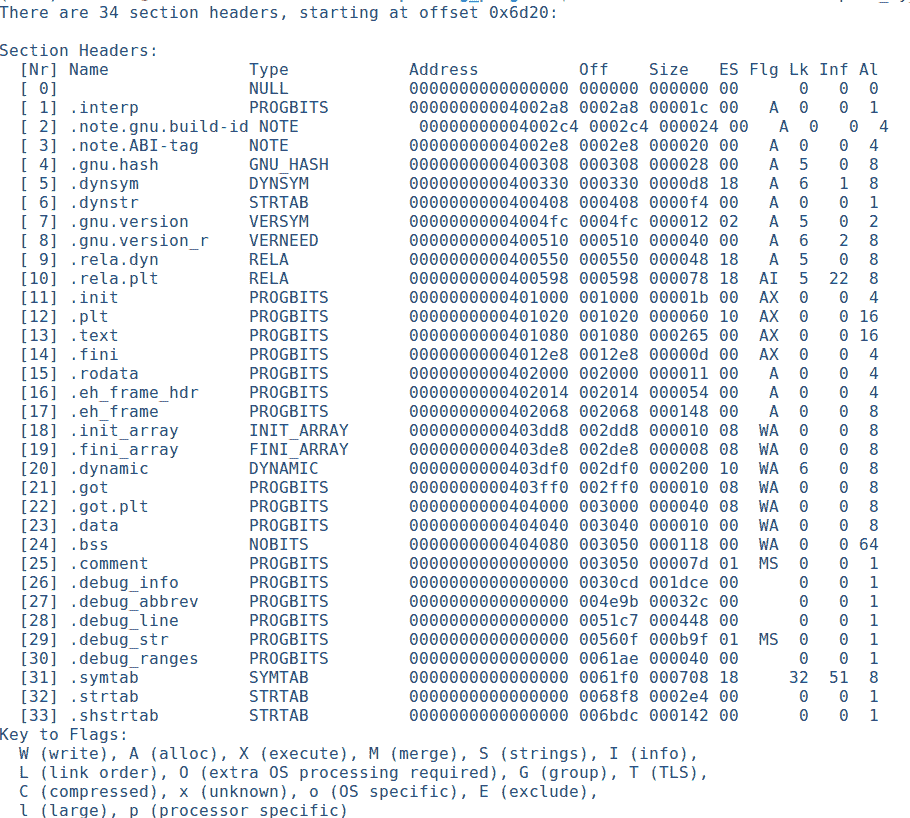 There are 34 section headers, starting at offset 0x6d20:

Section Headers:
  [Nr] Name              Type            Address          Off    Size   ES Flg Lk Inf Al
  [ 0]                   NULL            0000000000000000 000000 000000 00      0   0  0
  [ 1] .interp           PROGBITS        00000000004002a8 0002a8 00001c 00   A  0   0  1
  [ 2] .note.gnu.build-id NOTE            00000000004002c4 0002c4 000024 00   A  0   0  4
  [ 3] .note.ABI-tag     NOTE            00000000004002e8 0002e8 000020 00   A  0   0  4
  [ 4] .gnu.hash         GNU_HASH        0000000000400308 000308 000028 00   A  5   0  8
  [ 5] .dynsym           DYNSYM          0000000000400330 000330 0000d8 18   A  6   1  8
  [ 6] .dynstr           STRTAB          0000000000400408 000408 0000f4 00   A  0   0  1
  [ 7] .gnu.version      VERSYM          00000000004004fc 0004fc 000012 02   A  5   0  2
  [ 8] .gnu.version_r    VERNEED         0000000000400510 000510 000040 00   A  6   2  8
  [ 9] .rela.dyn         RELA            0000000000400550 000550 000048 18   A  5   0  8
  [10] .rela.plt         RELA            0000000000400598 000598 000078 18  AI  5  22  8
  [11] .init             PROGBITS        0000000000401000 001000 00001b 00  AX  0   0  4
  [12] .plt              PROGBITS        0000000000401020 001020 000060 10  AX  0   0 16
  [13] .text             PROGBITS        0000000000401080 001080 000265 00  AX  0   0 16
  [14] .fini             PROGBITS        00000000004012e8 0012e8 00000d 00  AX  0   0  4
  [15] .rodata           PROGBITS        0000000000402000 002000 000011 00   A  0   0  4
  [16] .eh_frame_hdr     PROGBITS        0000000000402014 002014 000054 00   A  0   0  4
  [17] .eh_frame         PROGBITS        0000000000402068 002068 000148 00   A  0   0  8
  [18] .init_array       INIT_ARRAY      0000000000403dd8 002dd8 000010 08  WA  0   0  8
  [19] .fini_array       FINI_ARRAY      0000000000403de8 002de8 000008 08  WA  0   0  8
  [20] .dynamic          DYNAMIC         0000000000403df0 002df0 000200 10  WA  6   0  8
  [21] .got              PROGBITS        0000000000403ff0 002ff0 000010 08  WA  0   0  8
  [22] .got.plt          PROGBITS        0000000000404000 003000 000040 08  WA  0   0  8
  [23] .data             PROGBITS        0000000000404040 003040 000010 00  WA  0   0  8
  [24] .bss              NOBITS          0000000000404080 003050 000118 00  WA  0   0 64
  [25] .comment          PROGBITS        0000000000000000 003050 00007d 01  MS  0   0  1
  [26] .debug_info       PROGBITS        0000000000000000 0030cd 001dce 00      0   0  1
  [27] .debug_abbrev     PROGBITS        0000000000000000 004e9b 00032c 00      0   0  1
  [28] .debug_line       PROGBITS        0000000000000000 0051c7 000448 00      0   0  1
  [29] .debug_str        PROGBITS        0000000000000000 00560f 000b9f 01  MS  0   0  1
  [30] .debug_ranges     PROGBITS        0000000000000000 0061ae 000040 00      0   0  1
  [31] .symtab           SYMTAB          0000000000000000 0061f0 000708 18     32  51  8
  [32] .strtab           STRTAB          0000000000000000 0068f8 0002e4 00      0   0  1
  [33] .shstrtab         STRTAB          0000000000000000 006bdc 000142 00      0   0  1
Key to Flags:
  W (write), A (alloc), X (execute), M (merge), S (strings), I (info),
  L (link order), O (extra OS processing required), G (group), T (TLS),
  C (compressed), x (unknown), o (OS specific), E (exclude),
  l (large), p (processor specific)